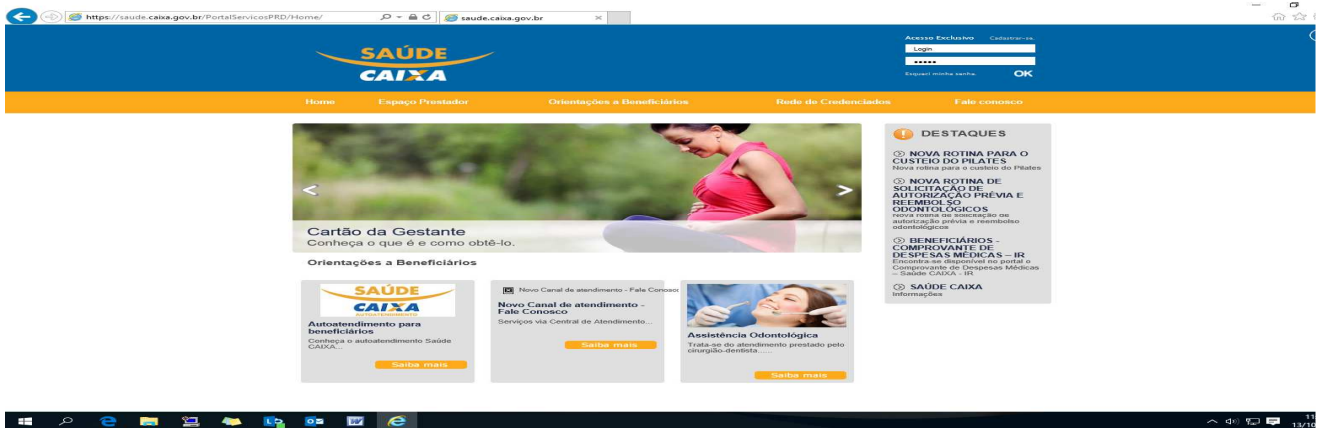 https://saude.caixa.gov.br/PortalServicosPRD/Home/
saude.caixa.gov.br
SAÚDE
CAIXA
Acesso Exclusivo Cadastrar-se.
Login
Esqueci minha senha.
OK
Home Espaço Prestador Orientações a Beneficiários Rede de Credenciados Fale conosco
Cartão da Gestante
Conheça o que é e como obtê-lo.
DESTAQUES
NOVA ROTINA PARA O
CUSTEIO DO PILATES
Nova rotina para o custeio do Pilates
NOVA ROTINA DE
SOLICITAÇÃO DE
AUTORIZAÇÃO PRÉVIA E
REEMBOLSO
ODONTOLÓGICOS
Nova rotina de solicitação de
autorização prévia e reembolso
odontológicos
BENEFICIÁRIOS -
COMPROVANTE DE
DESPESAS MÉDICAS – IR
Encontra-se disponível no portal o
Comprovante de Despesas Médicas
– Saúde CAIXA - IR
SAÚDE CAIXA
Informações
Orientações a Beneficiários
SAÚDE
CAIXA
AUTOATENDIMENTO
Autoatendimento para
beneficiários
Conheça o autoatendimento Saúde
CAIXA...
Saiba mais
Novo Canal de atendimento - Fale Conosco
Novo Canal de atendimento -
Fale Conosco
Serviços via Central de Atendimento...
Saiba mais
Assistência Odontológica
Trata-se do atendimento prestado pelo
cirurgião-dentista......
Saiba mais
11
13/10